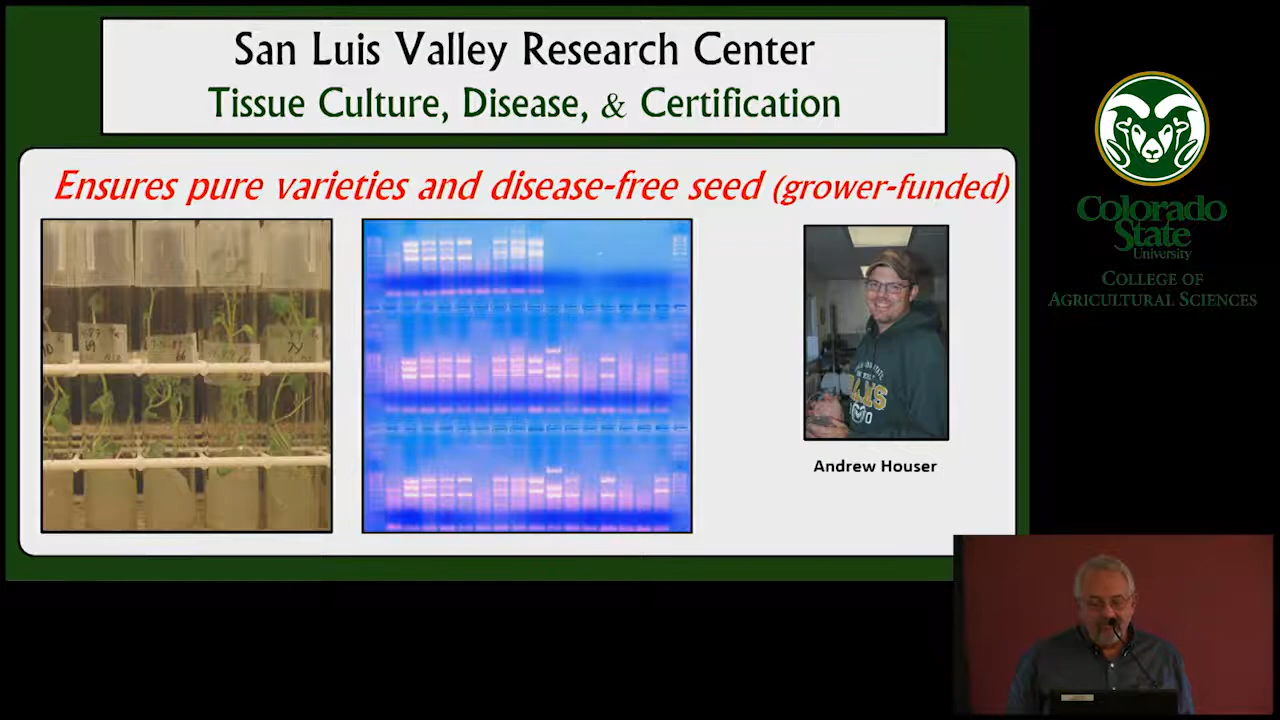 San Luis Valley Research Center
Tissue Culture, Disease, & Certification
Ensures pure varieties and disease-free seed (grower-funded)
Andrew Houser
Colorado
State
University
COLLEGE OF
AGRICULTURAL SCIENCES